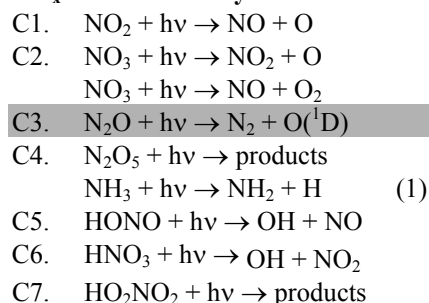 C1. NO₂ + hν → NO + O
C2. NO₃ + hν → NO₂ + O
NO₃ + hν → NO + O₂
C3. N₂O + hν → N₂ + O(¹D)
C4. N₂O₅ + hν → products
NH₃ + hν → NH₂ + H (1)
C5. HONO + hν → OH + NO
C6. HNO₃ + hν → OH + NO₂
C7. HO₂NO₂ + hν → products